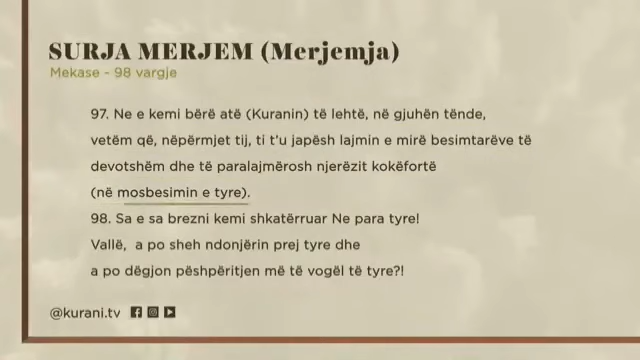 SURJA MERJEM (Merjemja)
Mekase - 98 vargje
97. Ne e kemi bërë atë (Kuranin) të lehtë, në gjuhën tënde,
vetëm që, nëpërmjet tij, ti t'u japësh lajmin e mirë besimtarëve të
devotshëm dhe të paralajmërosh njerëzit kokëfortë
(në mosbesimin e tyre).
98. Sa e sa brezni kemi shkatërruar Ne para tyre!
Vallë, a po sheh ndonjërin prej tyre dhe
a po dëgjon pëshpëritjen më të vogël të tyre?!
@kurani.tv